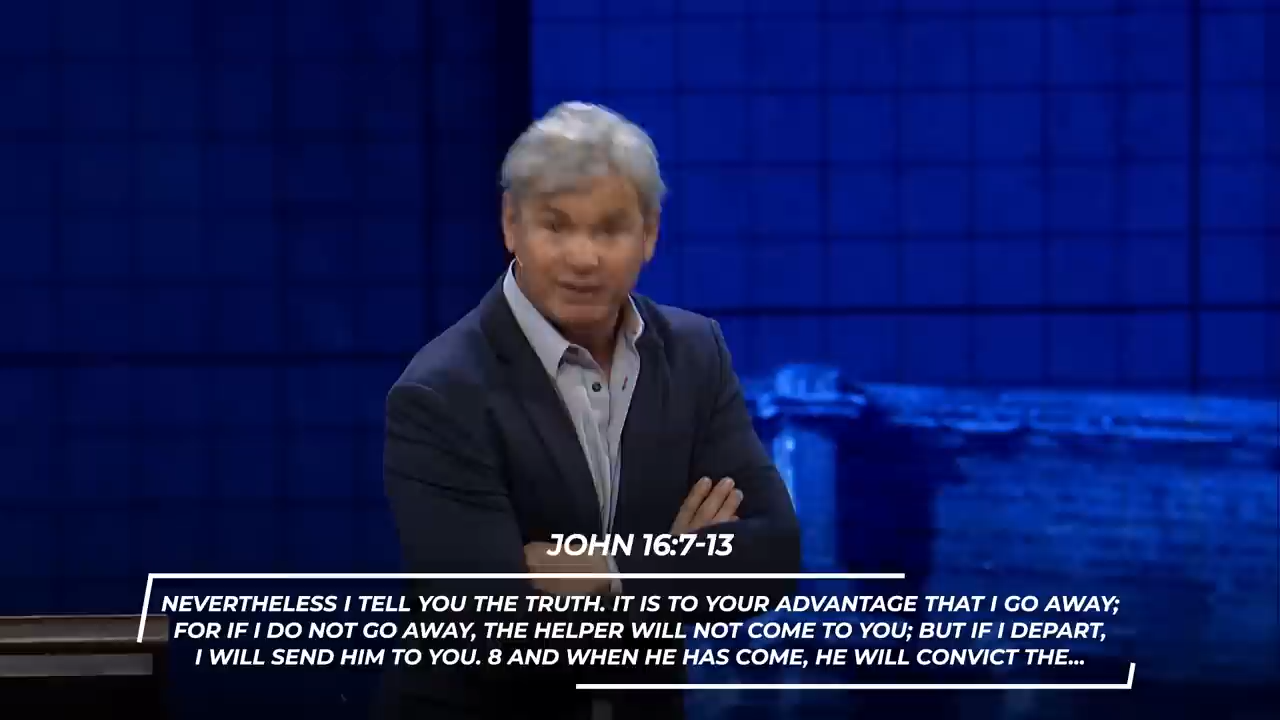 JOHN 16:7-13
NEVERTHELESS I TELL YOU THE TRUTH. IT IS TO YOUR ADVANTAGE THAT I GO AWAY;
FOR IF I DO NOT GO AWAY, THE HELPER WILL NOT COME TO YOU; BUT IF I DEPART,
I WILL SEND HIM TO YOU. 8 AND WHEN HE HAS COME, HE WILL CONVICT THE...